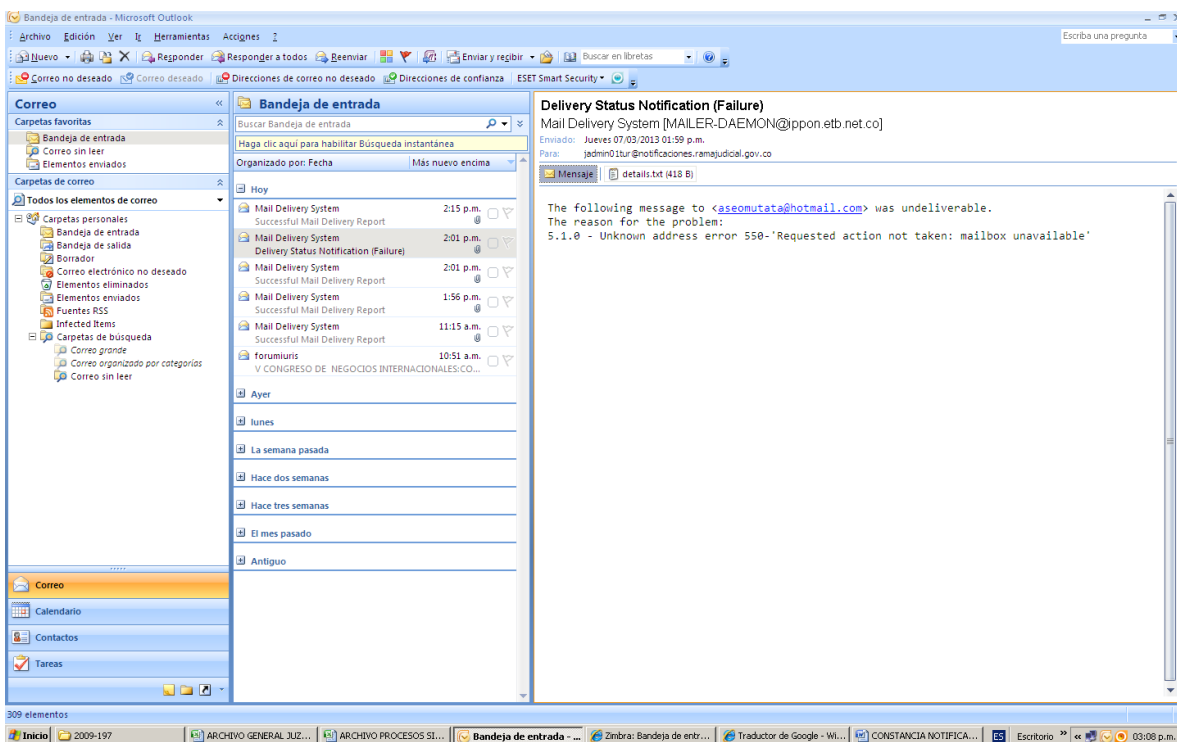 Bandeja de entrada - Microsoft Outlook
Archivo Edición Ver Ir Herramientas Acciones ?
Escriba una pregunta
Nuevo Responder Responder a todos Reenviar Enviar y recibir Buscar en libretas
Correo no deseado Correo deseado Direcciones de correo no deseado Direcciones de confianza ESET Smart Security
Correo
Carpetas favoritas
Bandeja de entrada
Correo sin leer
Elementos enviados
Carpetas de correo
Todos los elementos de correo
Carpetas personales
Bandeja de entrada
Bandeja de salida
Borrador
Correo electrónico no deseado
Elementos eliminados
Elementos enviados
Fuentes RSS
Infected Items
Carpetas de búsqueda
Correo grande
Correo organizado por categorías
Correo sin leer
Correo
Calendario
Contactos
Tareas
Bandeja de entrada
Buscar Bandeja de entrada
Haga clic aquí para habilitar Búsqueda instantánea
Organizado por: Fecha Más nuevo encima
Hoy
Mail Delivery System 2:15 p.m.
Successful Mail Delivery Report
Mail Delivery System 2:01 p.m.
Delivery Status Notification (Failure)
Mail Delivery System 2:01 p.m.
Successful Mail Delivery Report
Mail Delivery System 1:56 p.m.
Successful Mail Delivery Report
Mail Delivery System 11:15 a.m.
Successful Mail Delivery Report
forumiuris 10:51 a.m.
V CONGRESO DE NEGOCIOS INTERNACIONALES:CO...
Ayer
lunes
La semana pasada
Hace dos semanas
Hace tres semanas
El mes pasado
Antiguo
Delivery Status Notification (Failure)
Mail Delivery System [MAILER-DAEMON@ippon.etb.net.co]
Enviado: Jueves 07/03/2013 01:59 p.m.
Para: jadmin01tur@notificaciones.ramajudicial.gov.co
Mensaje details.txt (418 B)
The following message to <aseomutata@hotmail.com> was undeliverable.
The reason for the problem:
5.1.0 - Unknown address error 550-'Requested action not taken: mailbox unavailable'
309 elementos
Inicio 2009-197 ARCHIVO GENERAL JUZ... ARCHIVO PROCESOS SI... Bandeja de entrada - ... Zimbra: Bandeja de entr... Traductor de Google - Wi... CONSTANCIA NOTIFICA... ES Escritorio 03:08 p.m.